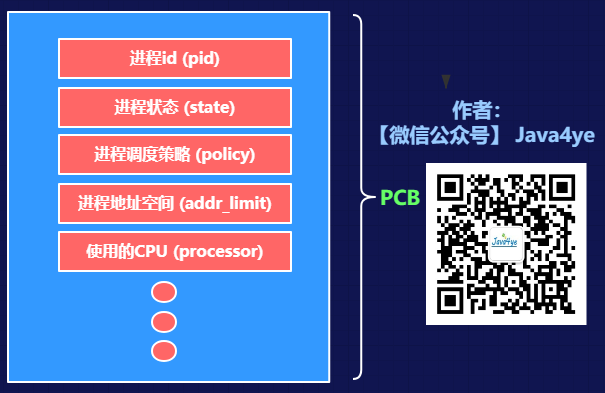 进程id (pid)
进程状态 (state)
进程调度策略 (policy)
进程地址空间 (addr_limit)
使用的CPU (processor)
PCB
作者：
【微信公众号】 Java4ye
Java4ye